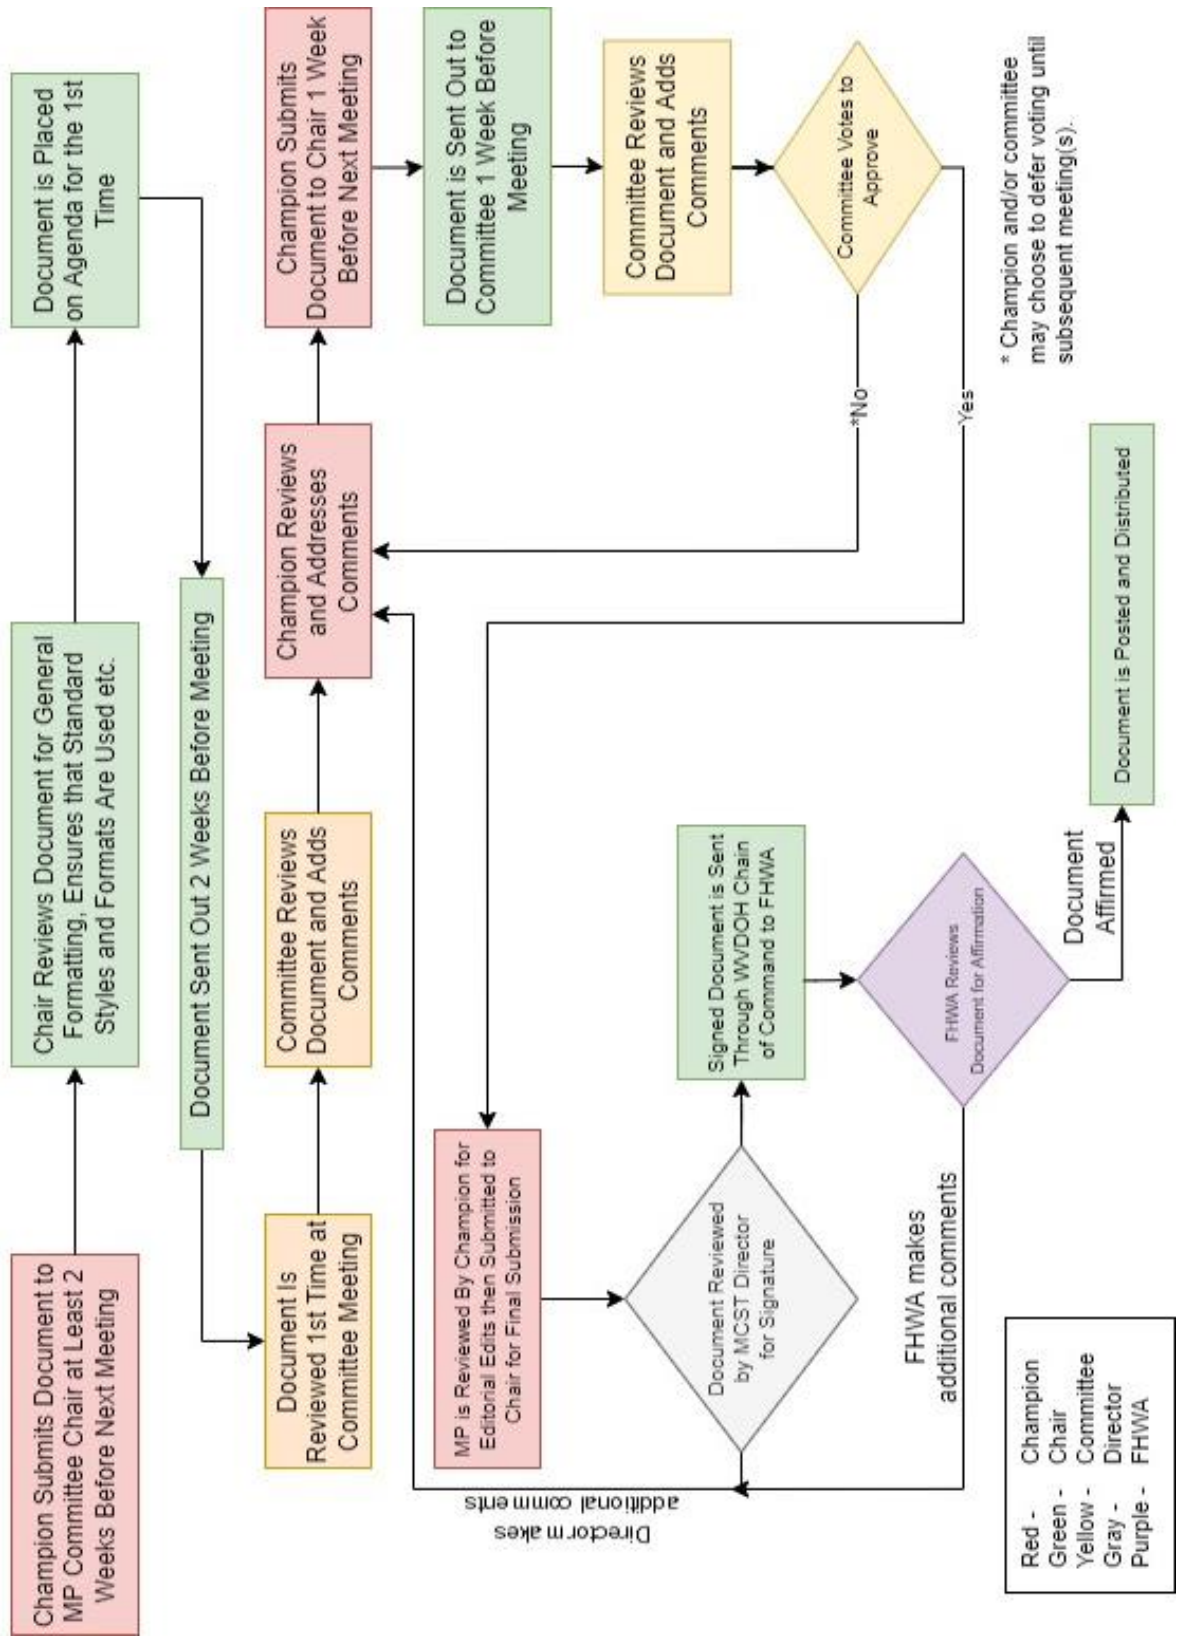 Champion Submits Document to
MP Committee Chair at Least 2
Weeks Before Next Meeting
Chair Reviews Document for General
Formatting, Ensures that Standard
Styles and Formats Are Used etc.
Document is Placed
on Agenda for the 1st
Time
Document Sent Out 2 Weeks Before Meeting
Document Is
Reviewed 1st Time at
Committee Meeting
Committee Reviews
Document and Adds
Comments
Champion Reviews
and Addresses
Comments
Champion Submits
Document to Chair 1 Week
Before Next Meeting
Document is Sent Out to
Committee 1 Week Before
Meeting
Committee Reviews
Document and Adds
Comments
Committee Votes to
Approve
*No
Yes
* Champion and/or committee
may choose to defer voting until
subsequent meeting(s).
MP is Reviewed By Champion for
Editorial Edits then Submitted to
Chair for Final Submission
Document Reviewed
by MCST Director
for Signature
Director makes
additional comments
Signed Document is Sent
Through WVDOH Chain
of Command to FHWA
FHWA Reviews
Document for Affirmation
FHWA makes
additional comments
Document
Affirmed
Document is Posted and Distributed
Red - Champion
Green - Chair
Yellow - Committee
Gray - Director
Purple - FHWA